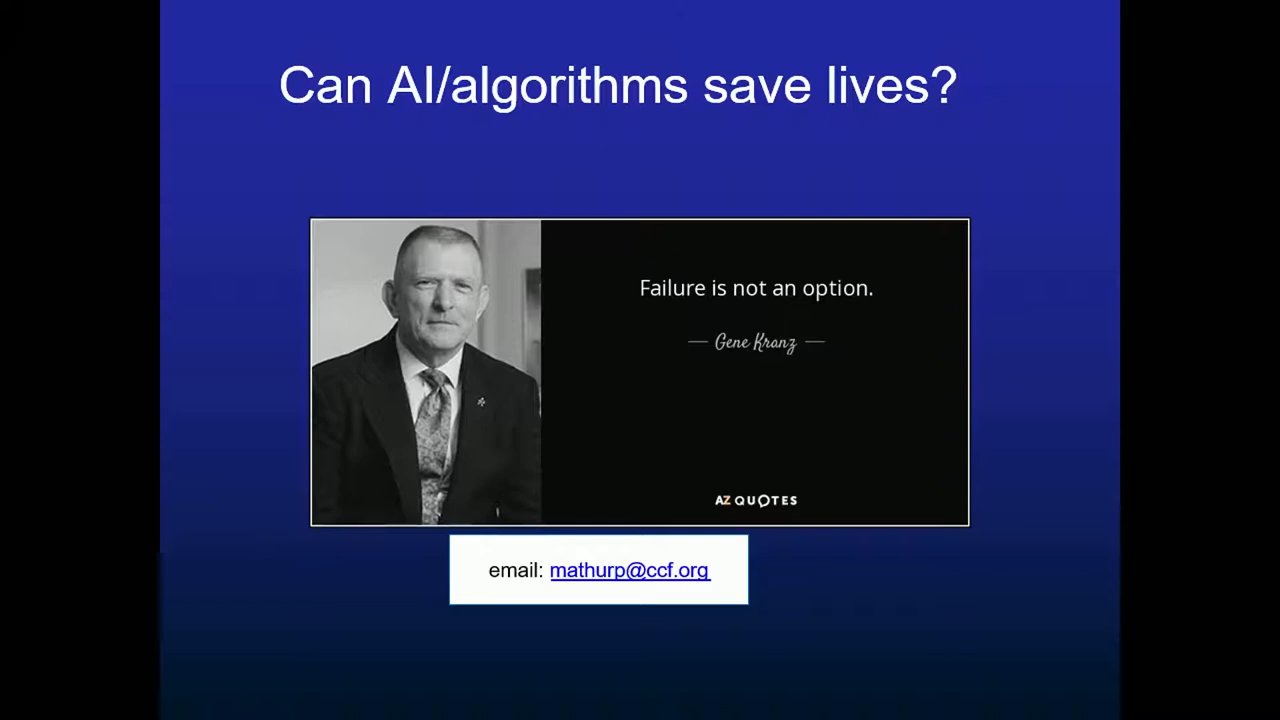 Can AI/algorithms save lives?
Failure is not an option.
Gene Kranz
AZ QUOTES
email: mathurp@ccf.org